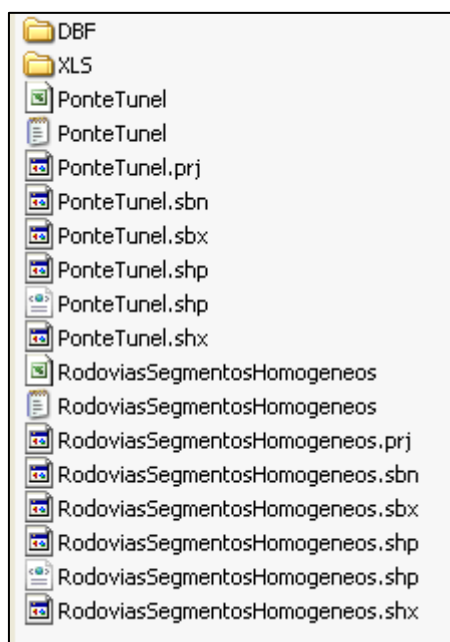 DBF
XLS
PonteTunel
PonteTunel
PonteTunel.prj
PonteTunel.sbn
PonteTunel.sbx
PonteTunel.shp
PonteTunel.shp
PonteTunel.shx
RodoviasSegmentosHomogeneos
RodoviasSegmentosHomogeneos
RodoviasSegmentosHomogeneos.prj
RodoviasSegmentosHomogeneos.sbn
RodoviasSegmentosHomogeneos.sbx
RodoviasSegmentosHomogeneos.shp
RodoviasSegmentosHomogeneos.shp
RodoviasSegmentosHomogeneos.shx